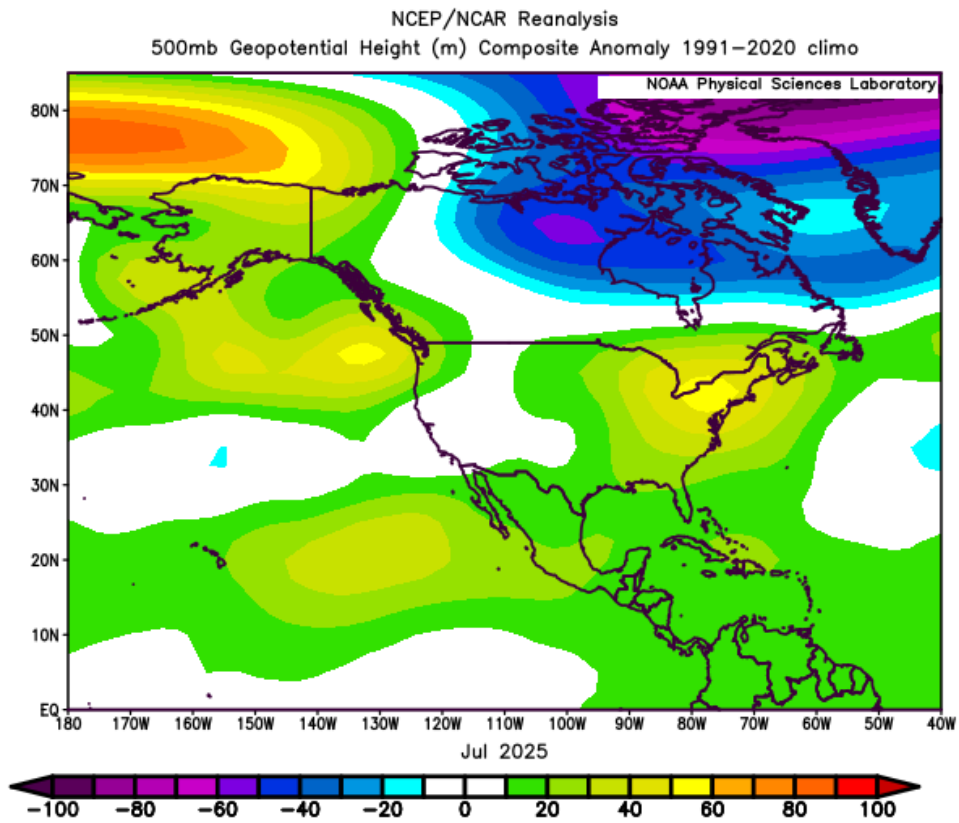 NCEP/NCAR Reanalysis
500mb Geopotential Height (m) Composite Anomaly 1991−2020 climo
NOAA Physical Sciences Laboratory
80N
70N
60N
50N
40N
30N
20N
10N
EQ
180 170W 160W 150W 140W 130W 120W 110W 100W 90W 80W 70W 60W 50W 40W
Jul 2025
−100 −80 −60 −40 −20 0 20 40 60 80 100